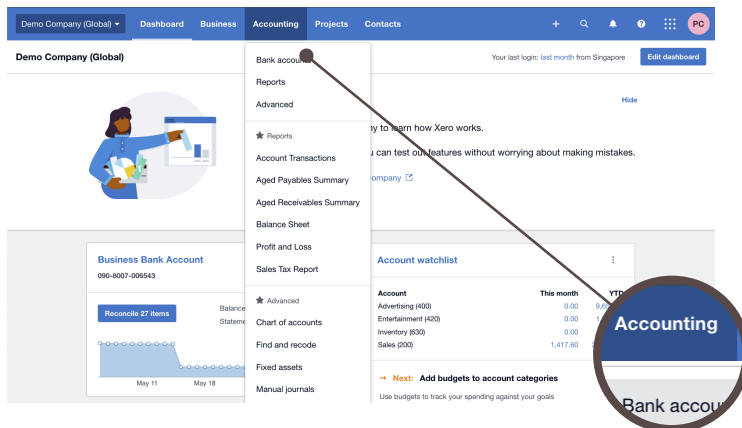 Demo Company (Global) Dashboard Business Accounting Projects Contacts PC
Demo Company (Global)
Your last login: last month from Singapore
Edit dashboard
Bank
Reports
Advanced
Hide
to learn how Xero works.
can test out features without worrying about making mistakes.
Reports
Account Transactions
Aged Payables Summary
Aged Receivables Summary
Balance Sheet
Profit and Loss
Sales Tax Report
Advanced
Chart of accounts
Find and recode
Fixed assets
Manual journals
Business Bank Account
090-8007-006543
Reconcile 27 items
Balance
May 11 May 18
Account watchlist
Account This month YTD
Advertising (400) 0.00
Entertainment (420) 0.00
Inventory (630) 0.00
Sales (200) 1,417.60
→ Next: Add budgets to account categories
Use budgets to track your spending against your goals
Accounting
Bank